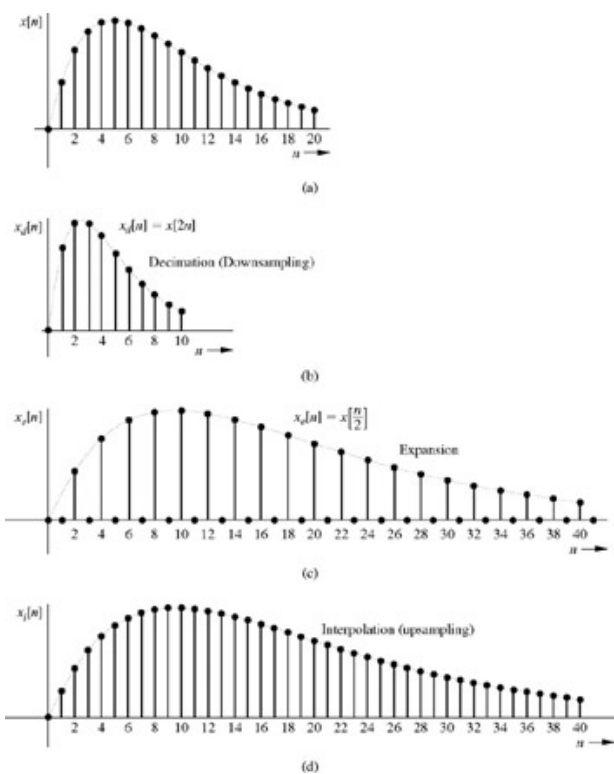 x[n]
2 4 6 8 10 12 14 16 18 20
n
(a)
x_d[n]
x_d[n] = x[2n]
Decimation (Downsampling)
2 4 6 8 10
n
(b)
x_e[n]
x_e[n] = x[n/2]
Expansion
2 4 6 8 10 12 14 16 18 20 22 24 26 28 30 32 34 36 38 40
n
(c)
x_i[n]
Interpolation (upsampling)
2 4 6 8 10 12 14 16 18 20 22 24 26 28 30 32 34 36 38 40
n
(d)